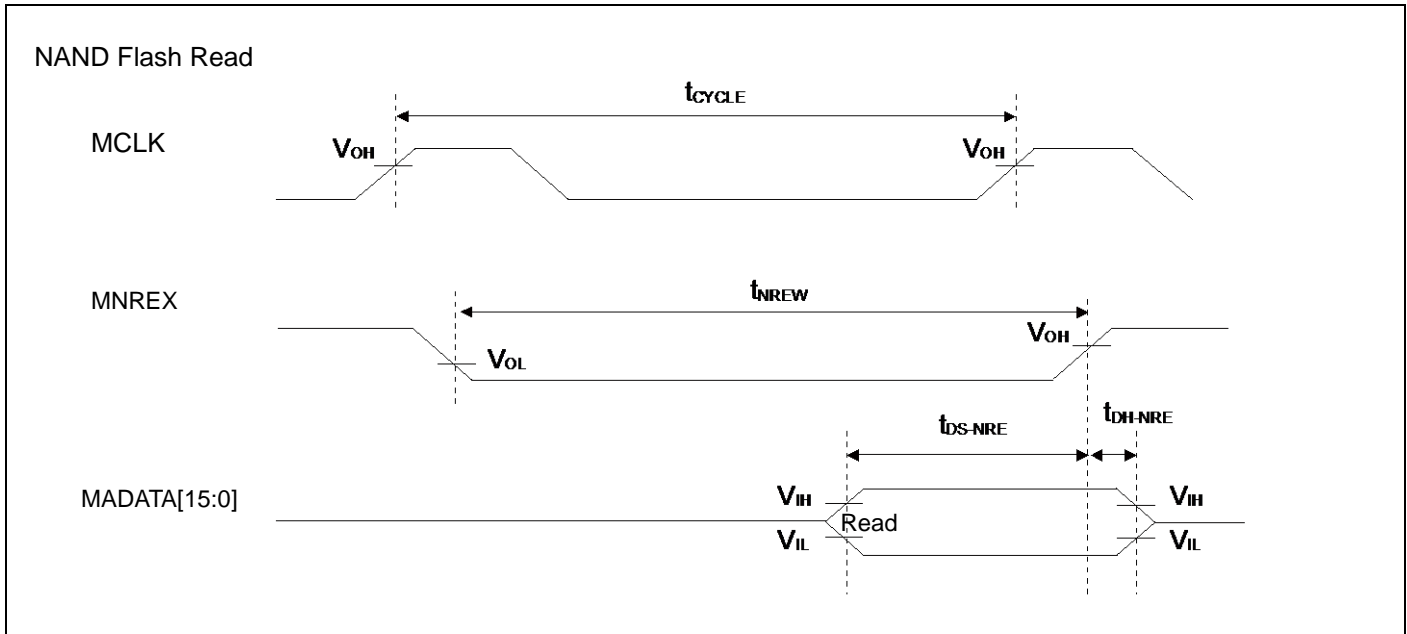 NAND Flash Read
tCYCLE
MCLK
VOH
VOH
tNREW
MNREX
VOH
VOL
tDS-NRE
tDH-NRE
MADATA[15:0]
VIH
VIH
Read
VIL
VIL